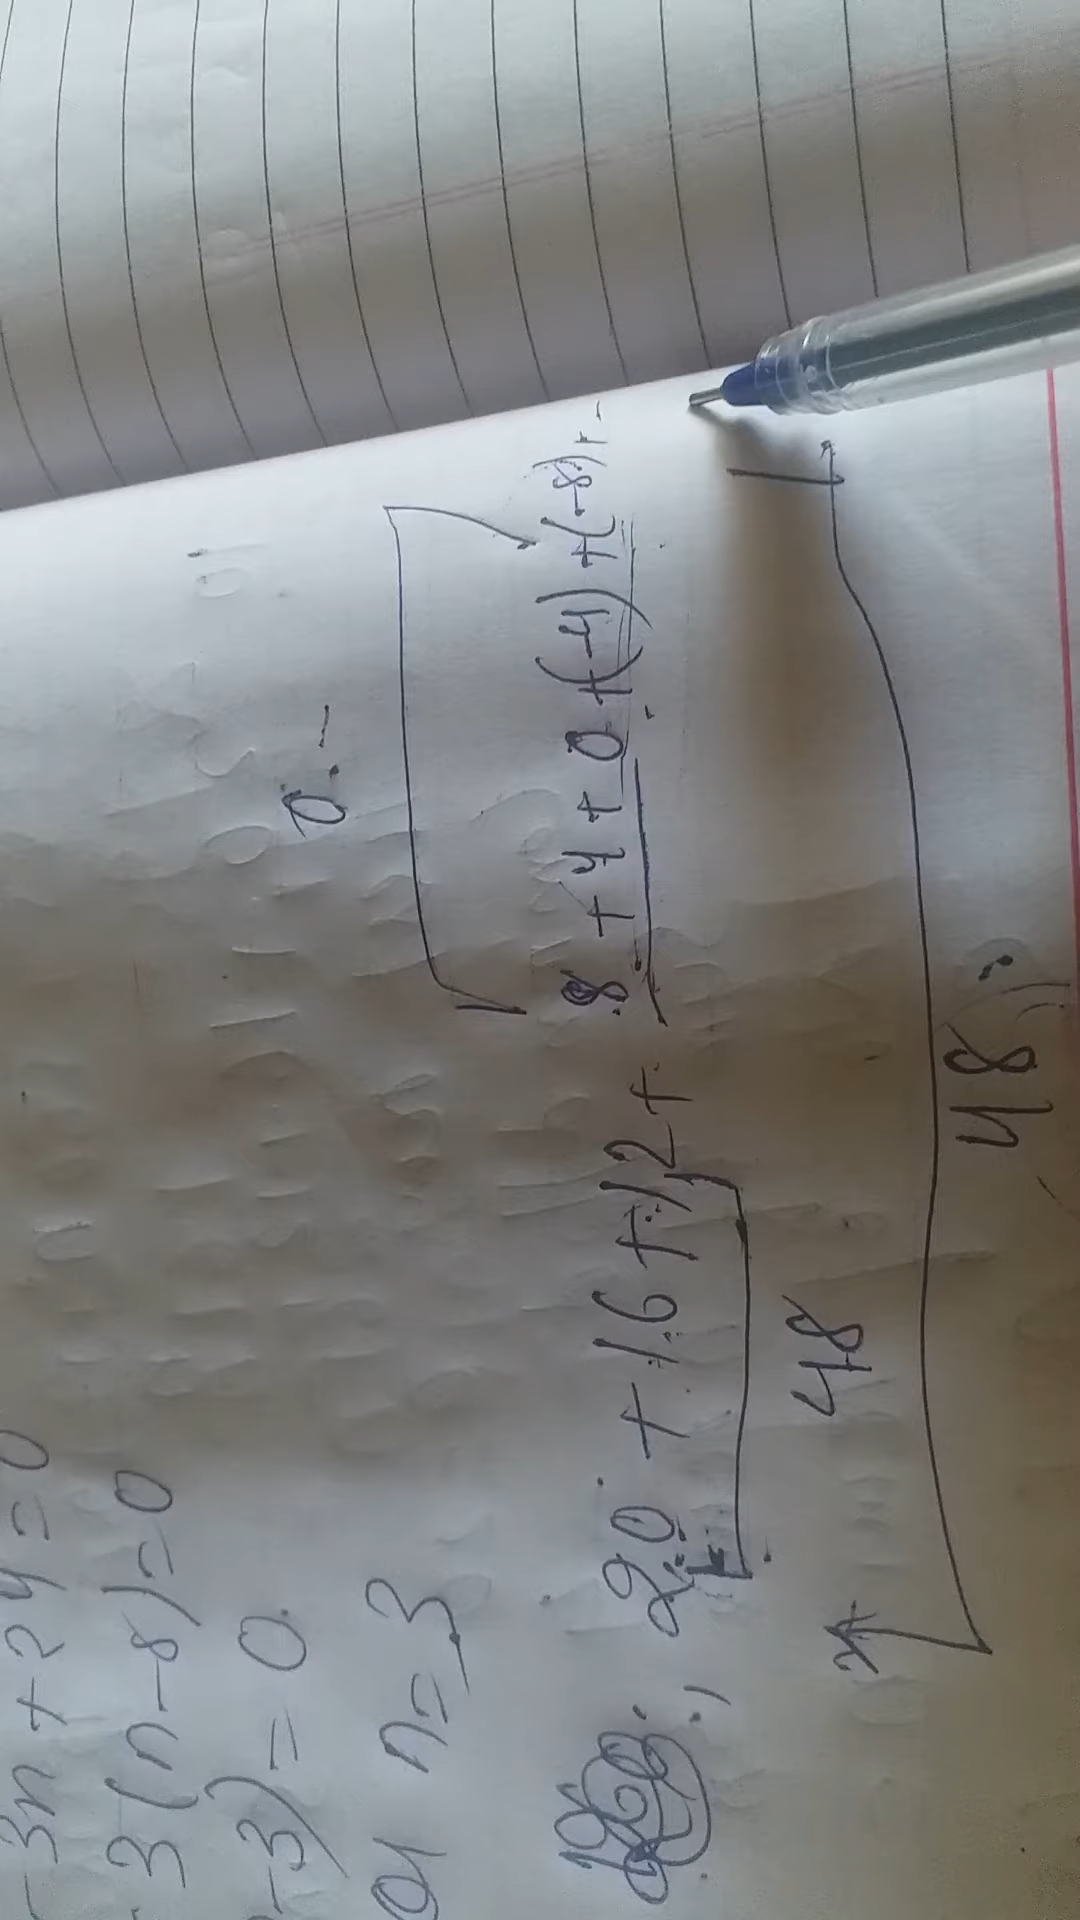 -3n + 24 = 0
3(n-8) = 0
-3) = 0
01 n = 3
0.-
20 + 16 + 12 + 8 + 4 + 0 + (-4) + (-8) + -
48
48